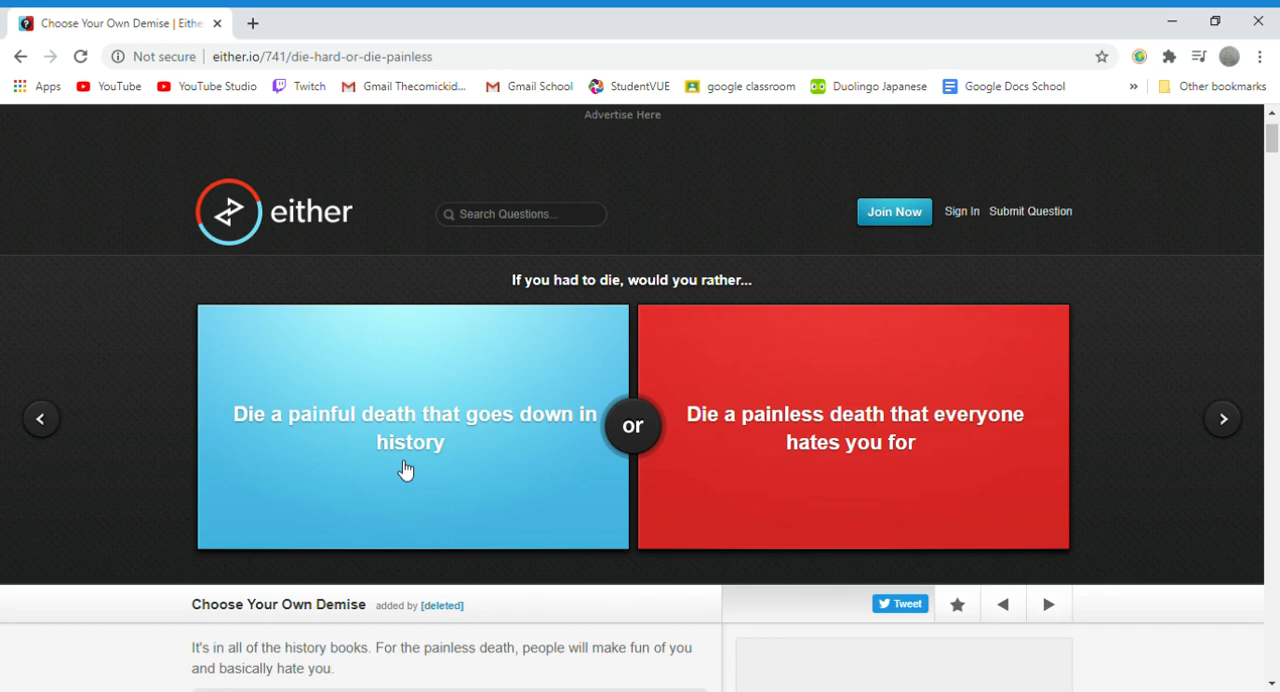 Choose Your Own Demise | Eithe
Not secure | either.io/741/die-hard-or-die-painless
Apps YouTube YouTube Studio Twitch Gmail Thecomickid... Gmail School StudentVUE google classroom Duolingo Japanese Google Docs School » Other bookmarks
Advertise Here
either Search Questions... Join Now Sign In Submit Question
If you had to die, would you rather...
Die a painful death that goes down in
history
or
Die a painless death that everyone
hates you for
Choose Your Own Demise added by [deleted]
Tweet
It's in all of the history books. For the painless death, people will make fun of you
and basically hate you.